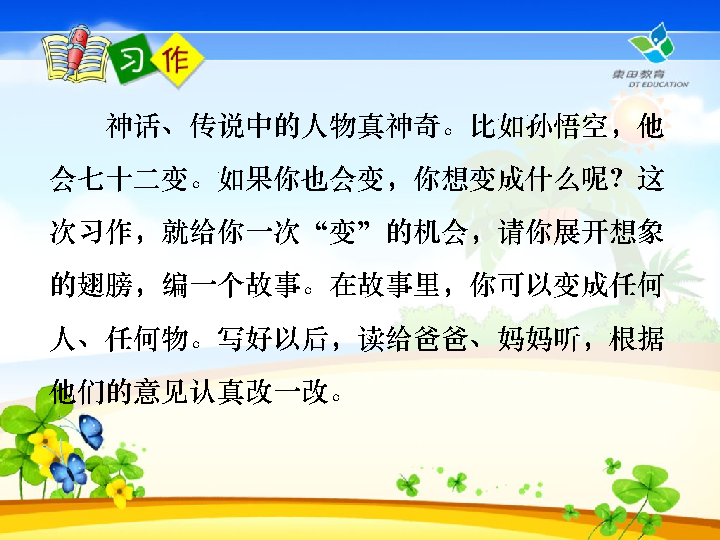 习作
東田教育
DT EDUCATION
神话、传说中的人物真神奇。比如孙悟空，他
会七十二变。如果你也会变，你想变成什么呢？这
次习作，就给你一次“变”的机会，请你展开想象
的翅膀，编一个故事。在故事里，你可以变成任何
人、任何物。写好以后，读给爸爸、妈妈听，根据
他们的意见认真改一改。